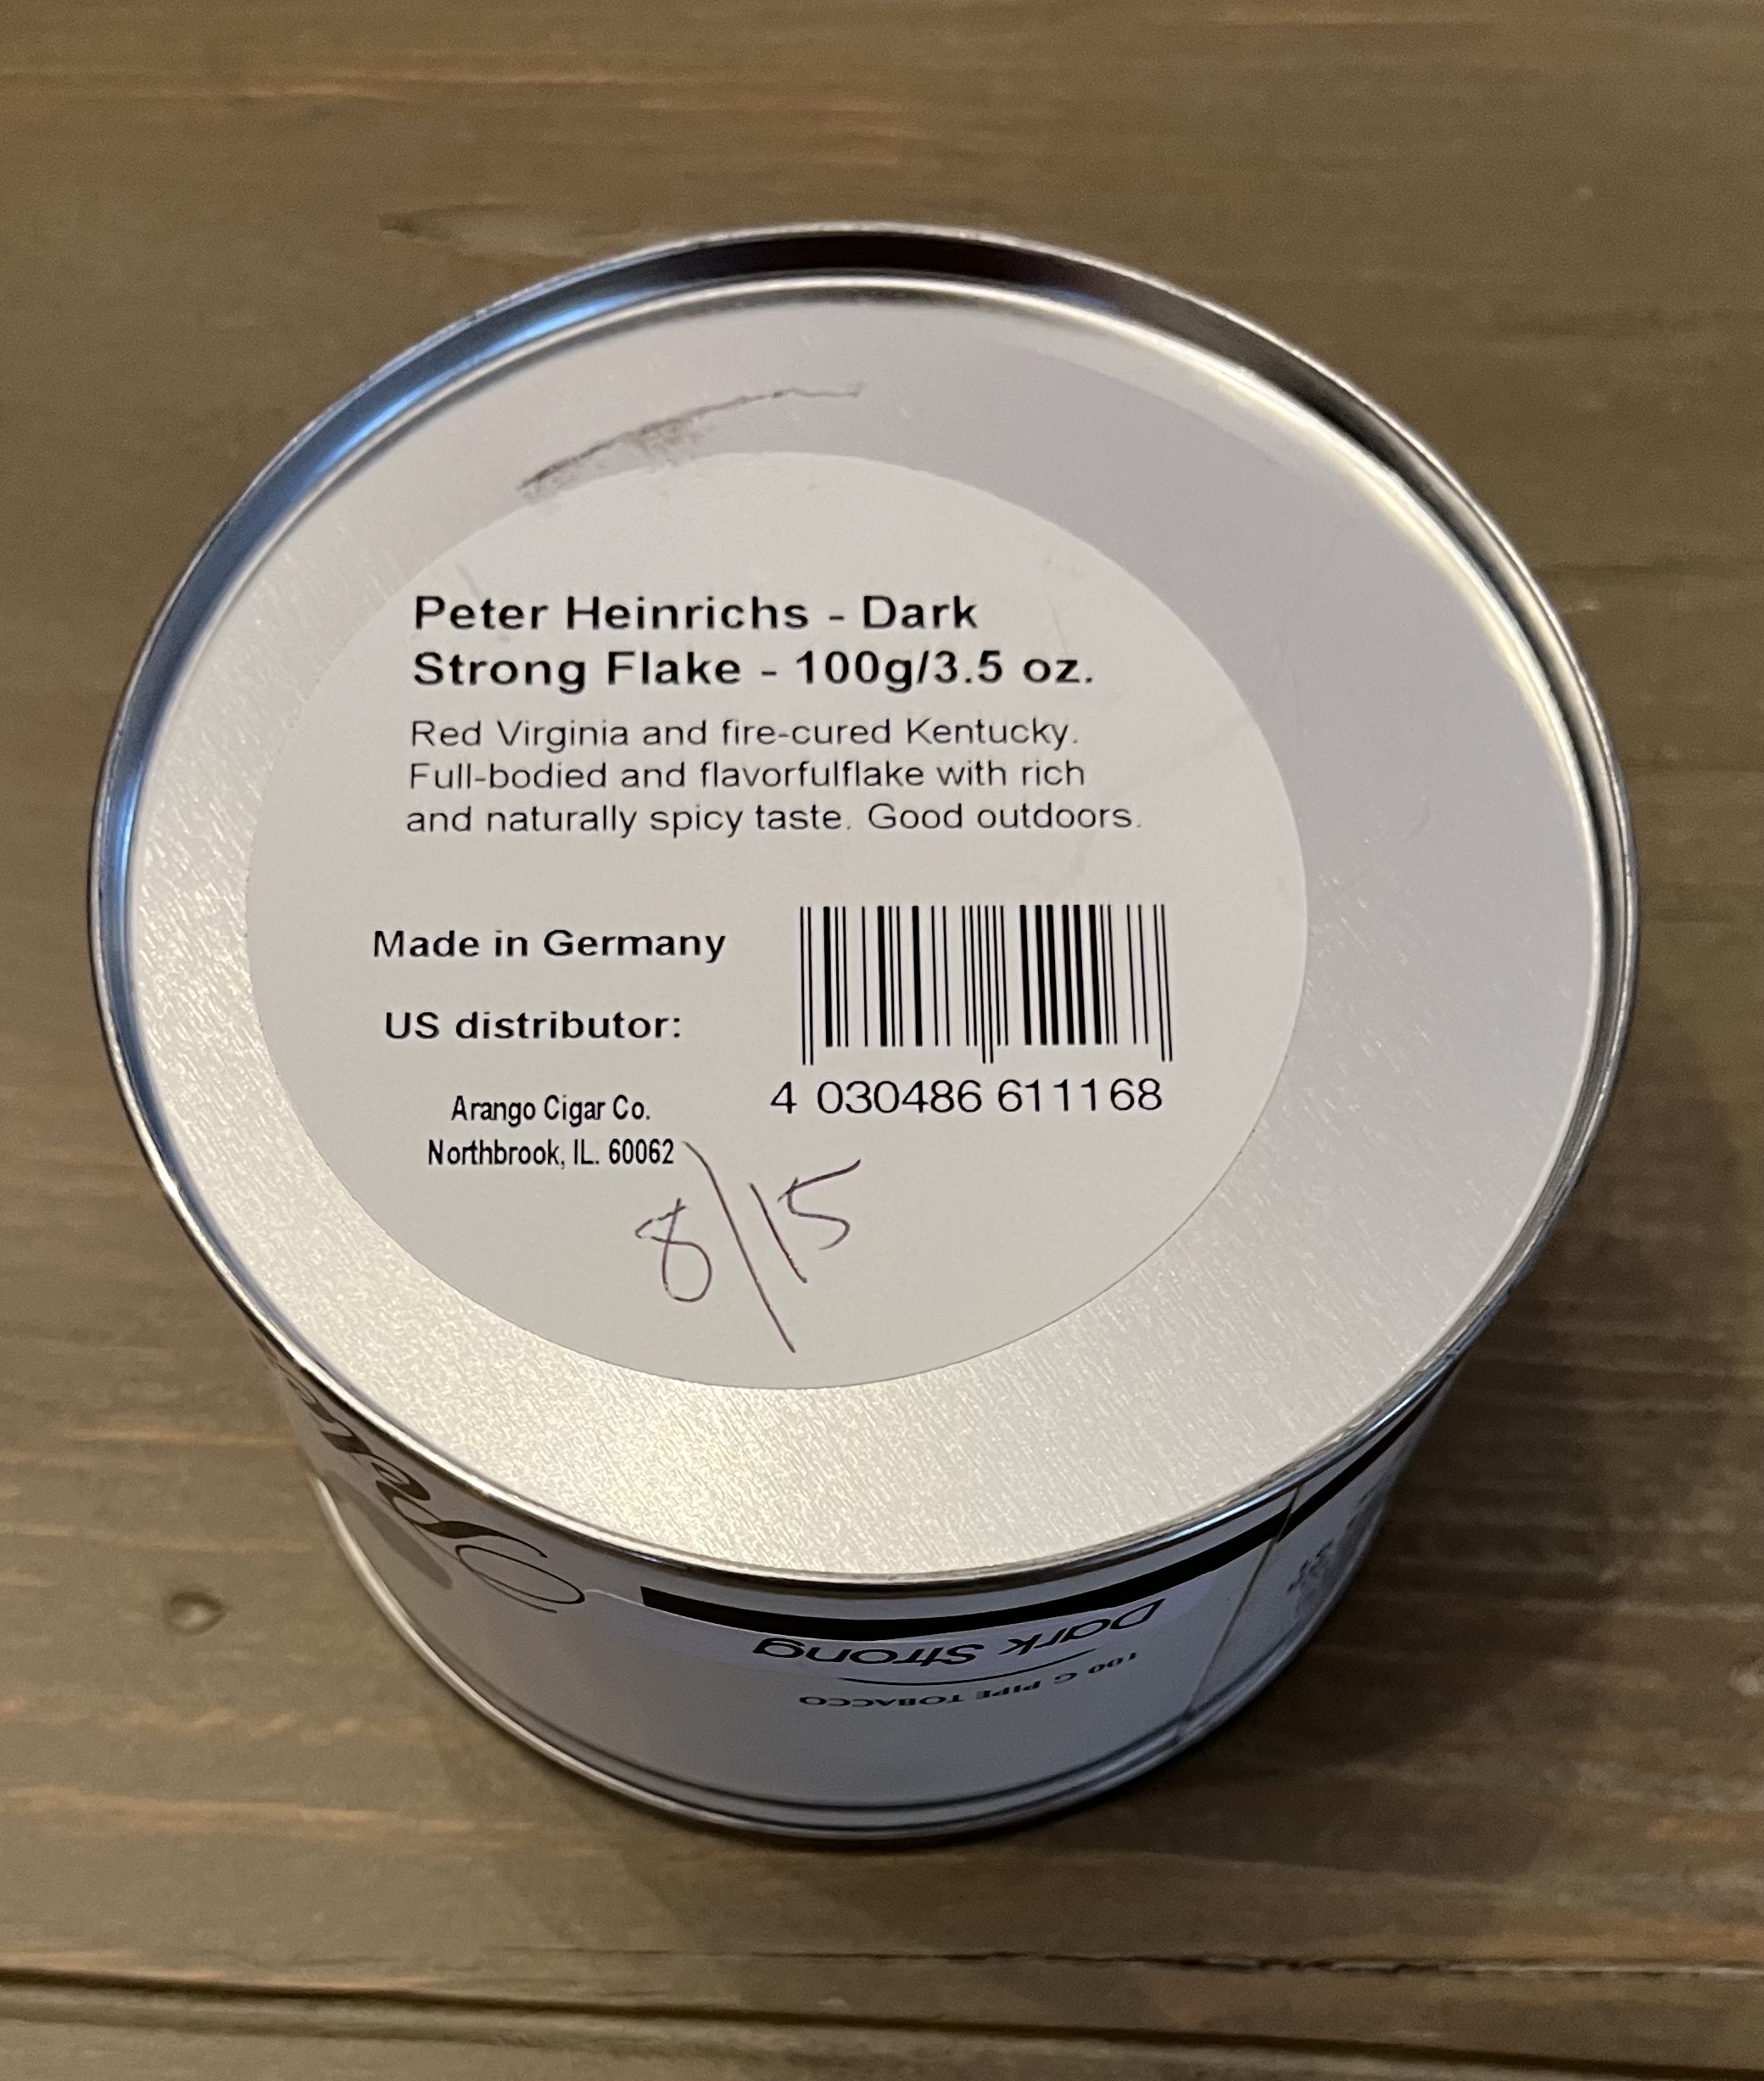 Peter Heinrichs - Dark
Strong Flake - 100g/3.5 oz.
Red Virginia and fire-cured Kentucky.
Full-bodied and flavorfulflake with rich
and naturally spicy taste. Good outdoors.
Made in Germany
US distributor:
Arango Cigar Co.
Northbrook, IL. 60062
4 030486 611168
8/15
Dark Strong
100 G PIPE TOBACCO